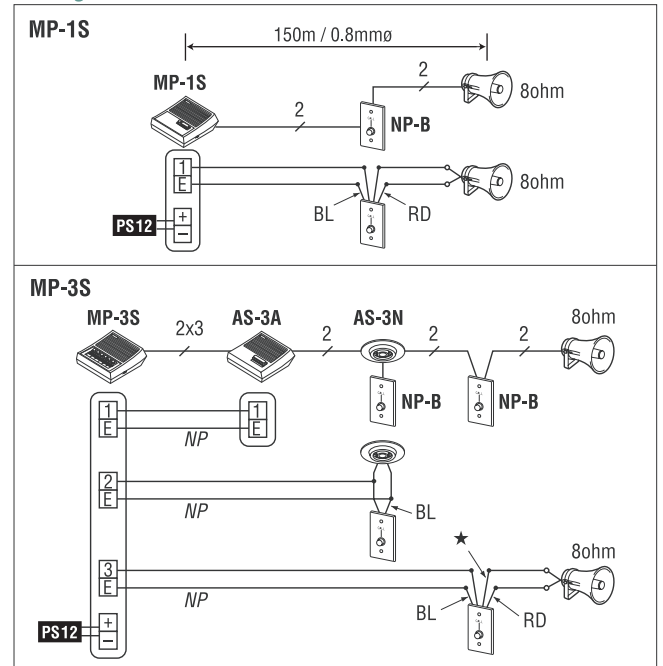 MP-1S
150m / 0.8mmø
MP-1S
2
2
NP-B
8ohm
1
E
PS12
+
−
BL
RD
8ohm
MP-3S
MP-3S
2x3
AS-3A
2
AS-3N
2
2
8ohm
NP-B
NP-B
1
E
NP
1
E
2
E
NP
BL
★
3
E
NP
BL
RD
8ohm
PS12
+
−